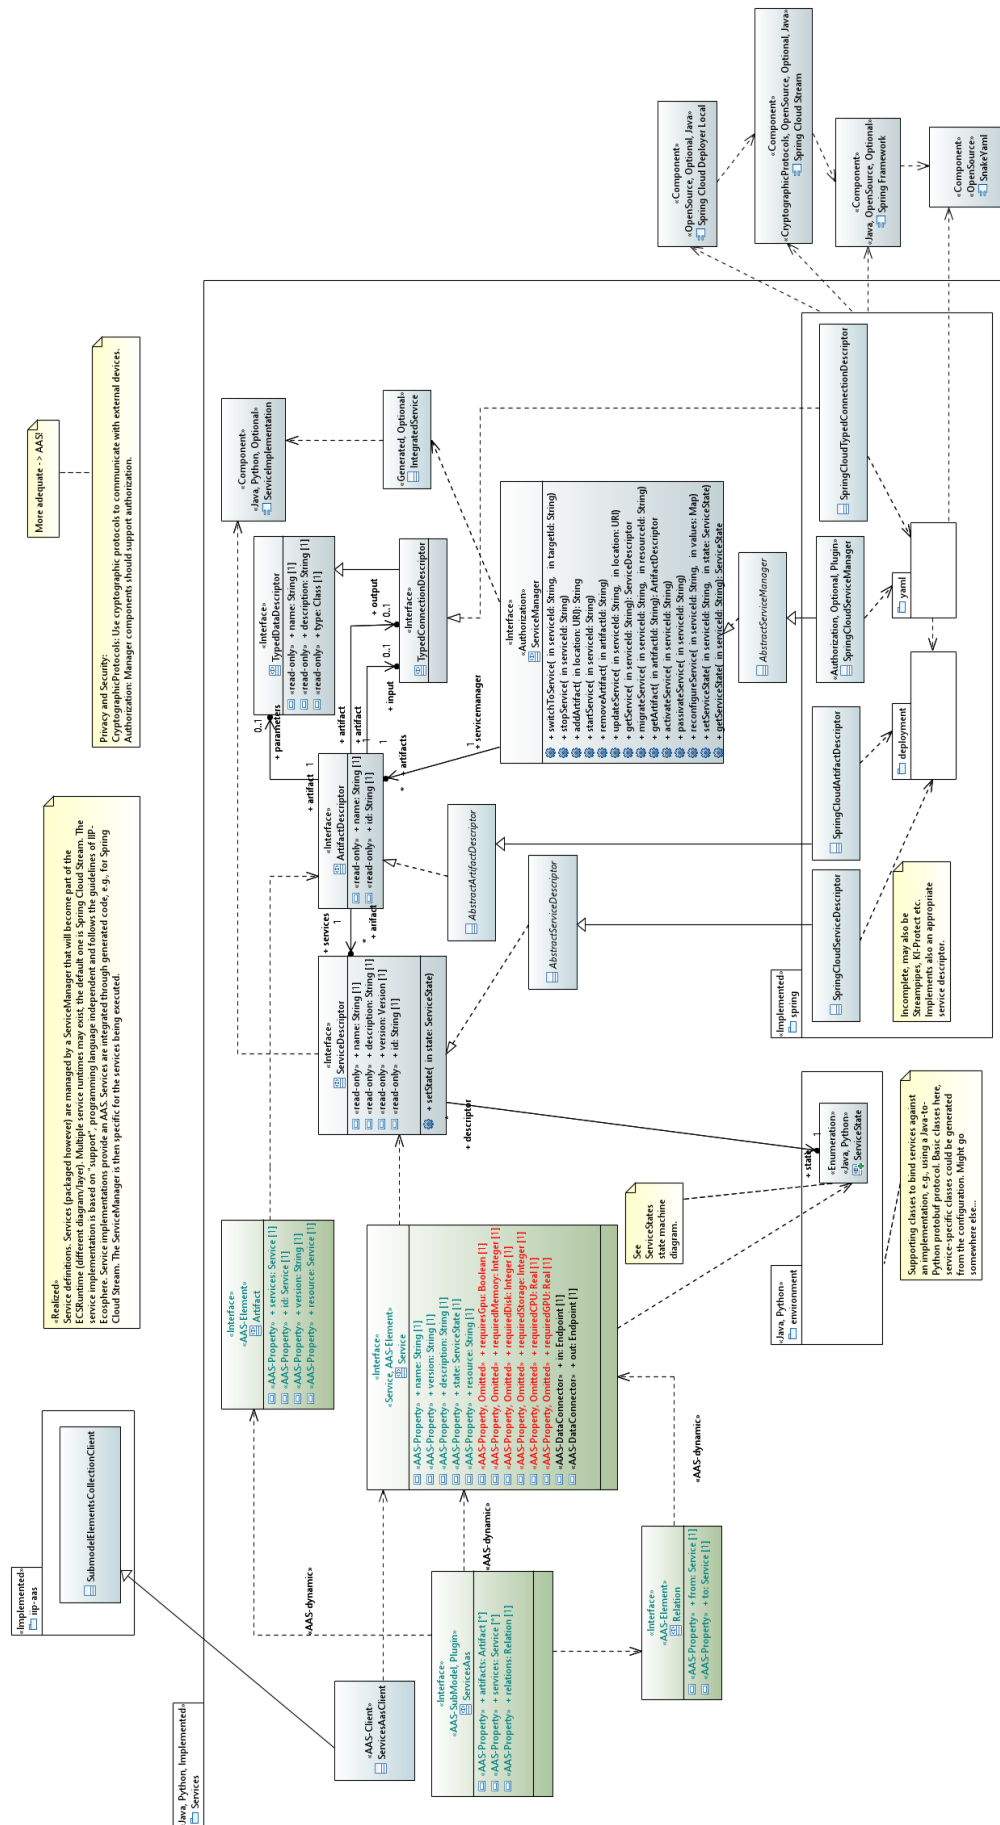 More adequate -> AAS!
Privacy and Security:
CryptographicProtocols: Use cryptographic protocols to communicate with external devices.
Authorization: Manager components should support authorization.
«Realized»
Service definitions. Services (packaged however) are managed by a ServiceManager that will become part of the
ECSRuntime (different diagram/layer). Multiple service runtimes may exist, the default one is Spring Cloud Stream. The
service implementation is based on "support", programming language independent and follows the guidelines of IIP-
Ecosphere. Service implementations provide an AAS. Services are integrated through generated code, e.g., for Spring
Cloud Stream. The ServiceManager is then specific for the services being executed.
«Implemented»
iip-aas
SubmodelElementsCollectionClient
Java, Python, Implemented»
Services
«AAS-Client»
ServicesAasClient
«Interface»
«AAS-SubModel, Plugin»
ServicesAas
«AAS-Property» + artifacts: Artifact [*]
«AAS-Property» + services: Service [*]
«AAS-Property» + relations: Relation [1]
«AAS-dynamic»
«AAS-dynamic»
«AAS-dynamic»
«Interface»
«AAS-Element»
Relation
«AAS-Property» + from: Service [1]
«AAS-Property» + to: Service [1]
«Interface»
«AAS-Element»
Artifact
«AAS-Property» + services: Service [1]
«AAS-Property» + id: Service [1]
«AAS-Property» + version: String [1]
«AAS-Property» + resource: Service [1]
«Interface»
«Service, AAS-Element»
Service
«AAS-Property» + name: String [1]
«AAS-Property» + version: String [1]
«AAS-Property» + description: String [1]
«AAS-Property» + state: ServiceState [1]
«AAS-Property» + resource: String [1]
«AAS-Property, Omitted» + requiresGpu: Boolean [1]
«AAS-Property, Omitted» + requiredMemory: Integer [1]
«AAS-Property, Omitted» + requiredDisk: Integer [1]
«AAS-Property, Omitted» + requiredStorage: Integer [1]
«AAS-Property, Omitted» + requiredCPU: Real [1]
«AAS-Property, Omitted» + requiredGPU: Real [1]
«AAS-DataConnector» + in: Endpoint [1]
«AAS-DataConnector» + out: Endpoint [1]
See
ServiceStates
state machine
diagram.
«Java, Python»
environment
«Enumeration»
«Java, Python»
ServiceState
+ state
1
+ descriptor
*
Supporting classes to bind services against
an implementation, e.g., using a Java-to-
Python protobuf protocol. Basic classes here,
service-specific classes could be generated
from the configuration. Might go
somewhere else...
«Interface»
ServiceDescriptor
«read-only» + name: String [1]
«read-only» + description: String [1]
«read-only» + version: Version [1]
«read-only» + id: String [1]
+ setState( in state: ServiceState)
+ services
1
*
+ arifact
«Interface»
ArtifactDescriptor
«read-only» + name: String [1]
«read-only» + id: String [1]
+ artifact
1
0..1
+ parameters
+ artifact
+ artifact
1
1
+ output
0..1
0..1
+ input
* + artifacts
1
+ servicemanager
«Interface»
TypedDataDescriptor
«read-only» + name: String [1]
«read-only» + description: String [1]
«read-only» + type: Class [1]
«Interface»
TypedConnectionDescriptor
«Component»
«Java, Python, Optional»
ServiceImplementation
«Generated, Optional»
IntegratedService
«Interface»
«Authorization»
ServiceManager
+ switchToService( in serviceId: String, in targetId: String)
+ stopService( in serviceId: String)
+ addArtifact( in location: URI): String
+ startService( in serviceId: String)
+ removeArtifact( in artifactId: String)
+ updateService( in serviceId: String, in location: URI)
+ getService( in serviceId: String): ServiceDescriptor
+ migrateService( in serviceId: String, in resourceId: String)
+ getArtifact( in artifactId: String): ArtifactDescriptor
+ activateService( in serviceId: String)
+ passivateService( in serviceId: String)
+ reconfigureService( in serviceId: String, in values: Map)
+ setServiceState( in serviceId: String, in state: ServiceState)
+ getServiceState( in serviceId: String): ServiceState
AbstractArtifactDescriptor
AbstractServiceDescriptor
AbstractServiceManager
«Implemented»
spring
SpringCloudServiceDescriptor
SpringCloudArtifactDescriptor
«Authorization, Optional, Plugin»
SpringCloudServiceManager
SpringCloudTypedConnectionDescriptor
deployment
yaml
Incomplete, may also be
Streampipes, KI-Protect etc.
Implements also an appropriate
service descriptor.
«Component»
«OpenSource, Optional, Java»
Spring Cloud Deployer Local
«Component»
«CryptographicProtocols, OpenSource, Optional, Java»
Spring Cloud Stream
«Component»
«Java, OpenSource, Optional»
Spring Framework
«Component»
«OpenSource»
SnakeYaml